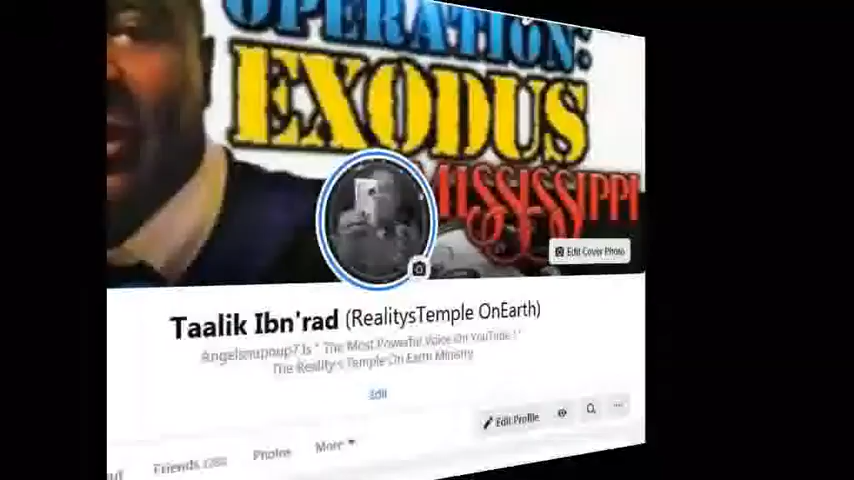 OPERATION:
EXODUS
MISSISSIPPI
Edit Cover Photo
Taalik Ibn'rad (RealitysTemple OnEarth)
Angelsnupnup7 Is " The Most Powerful Voice On YouTube ! "
The Reality's Temple On Earth Ministry
Edit
Edit Profile
Friends
Photos
More